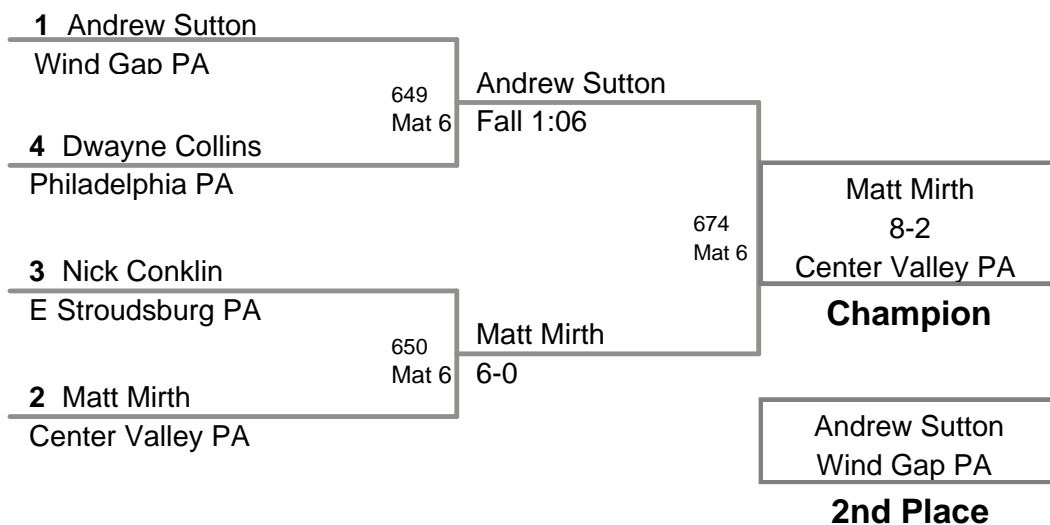 1 Andrew Sutton
Wind Gap PA
649
Mat 6
Andrew Sutton
Fall 1:06
4 Dwayne Collins
Philadelphia PA
674
Mat 6
Matt Mirth
8-2
Center Valley PA
Champion
3 Nick Conklin
E Stroudsburg PA
650
Mat 6
Matt Mirth
6-0
2 Matt Mirth
Center Valley PA
Andrew Sutton
Wind Gap PA
2nd Place